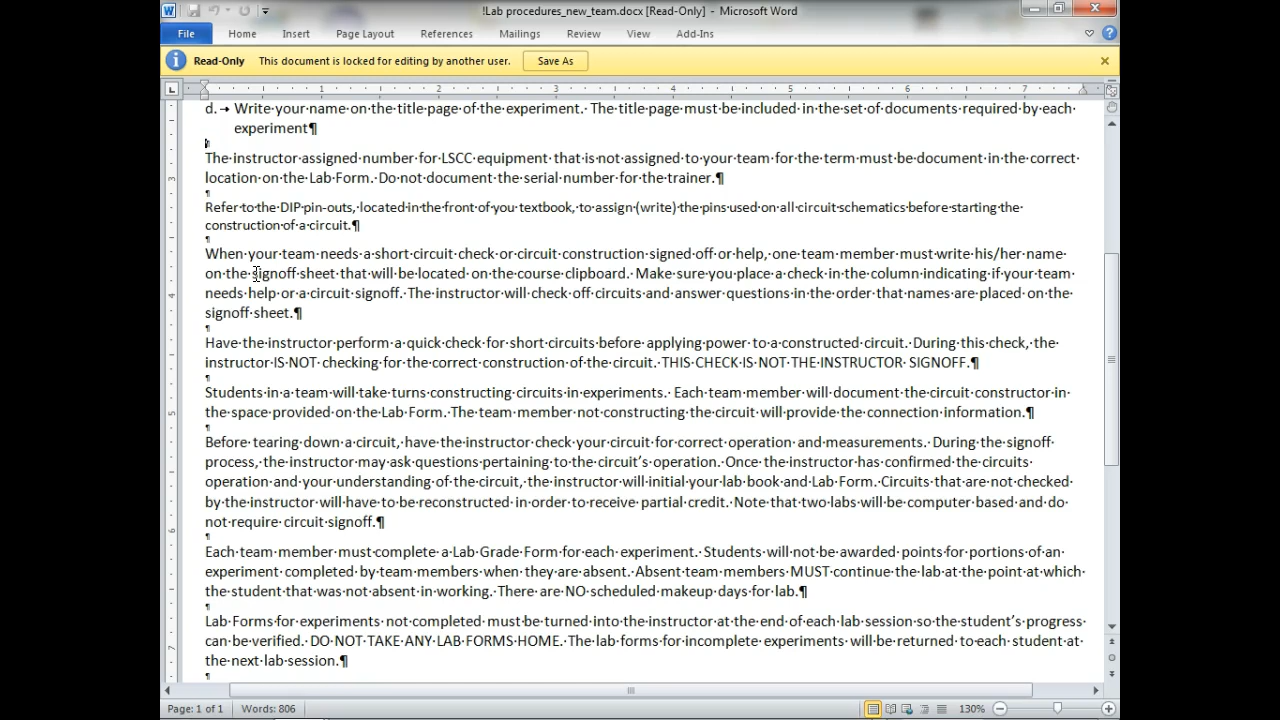 !Lab procedures_new_team.docx [Read-Only] - Microsoft Word
File Home Insert Page Layout References Mailings Review View Add-Ins
Read-Only This document is locked for editing by another user. Save As
1 2 3 4 5 6 7
d. → Write your name on the title page of the experiment. The title page must be included in the set of documents required by each
experiment¶
¶
The instructor assigned number for LSCC equipment that is not assigned to your team for the term must be document in the correct
location on the Lab Form. Do not document the serial number for the trainer.¶
¶
Refer to the DIP pin-outs, located in the front of you textbook, to assign (write) the pins used on all circuit schematics before starting the
construction of a circuit.¶
¶
When your team needs a short circuit check or circuit construction signed off or help, one team member must write his/her name
on the signoff sheet that will be located on the course clipboard. Make sure you place a check in the column indicating if your team
needs help or a circuit signoff. The instructor will check off circuits and answer questions in the order that names are placed on the
signoff sheet.¶
¶
Have the instructor perform a quick check for short circuits before applying power to a constructed circuit. During this check, the
instructor IS NOT checking for the correct construction of the circuit. THIS CHECK IS NOT THE INSTRUCTOR SIGNOFF.¶
¶
Students in a team will take turns constructing circuits in experiments. Each team member will document the circuit constructor in
the space provided on the Lab Form. The team member not constructing the circuit will provide the connection information.¶
¶
Before tearing down a circuit, have the instructor check your circuit for correct operation and measurements. During the signoff
process, the instructor may ask questions pertaining to the circuit's operation. Once the instructor has confirmed the circuits
operation and your understanding of the circuit, the instructor will initial your lab book and Lab Form. Circuits that are not checked
by the instructor will have to be reconstructed in order to receive partial credit. Note that two labs will be computer based and do
not require circuit signoff.¶
¶
Each team member must complete a Lab Grade Form for each experiment. Students will not be awarded points for portions of an
experiment completed by team members when they are absent. Absent team members MUST continue the lab at the point at which
the student that was not absent in working. There are NO scheduled makeup days for lab.¶
¶
Lab Forms for experiments not completed must be turned into the instructor at the end of each lab session so the student's progress
can be verified. DO NOT TAKE ANY LAB FORMS HOME. The lab forms for incomplete experiments will be returned to each student at
the next lab session.¶
¶
3
4
5
6
7
Page: 1 of 1 Words: 806 130%